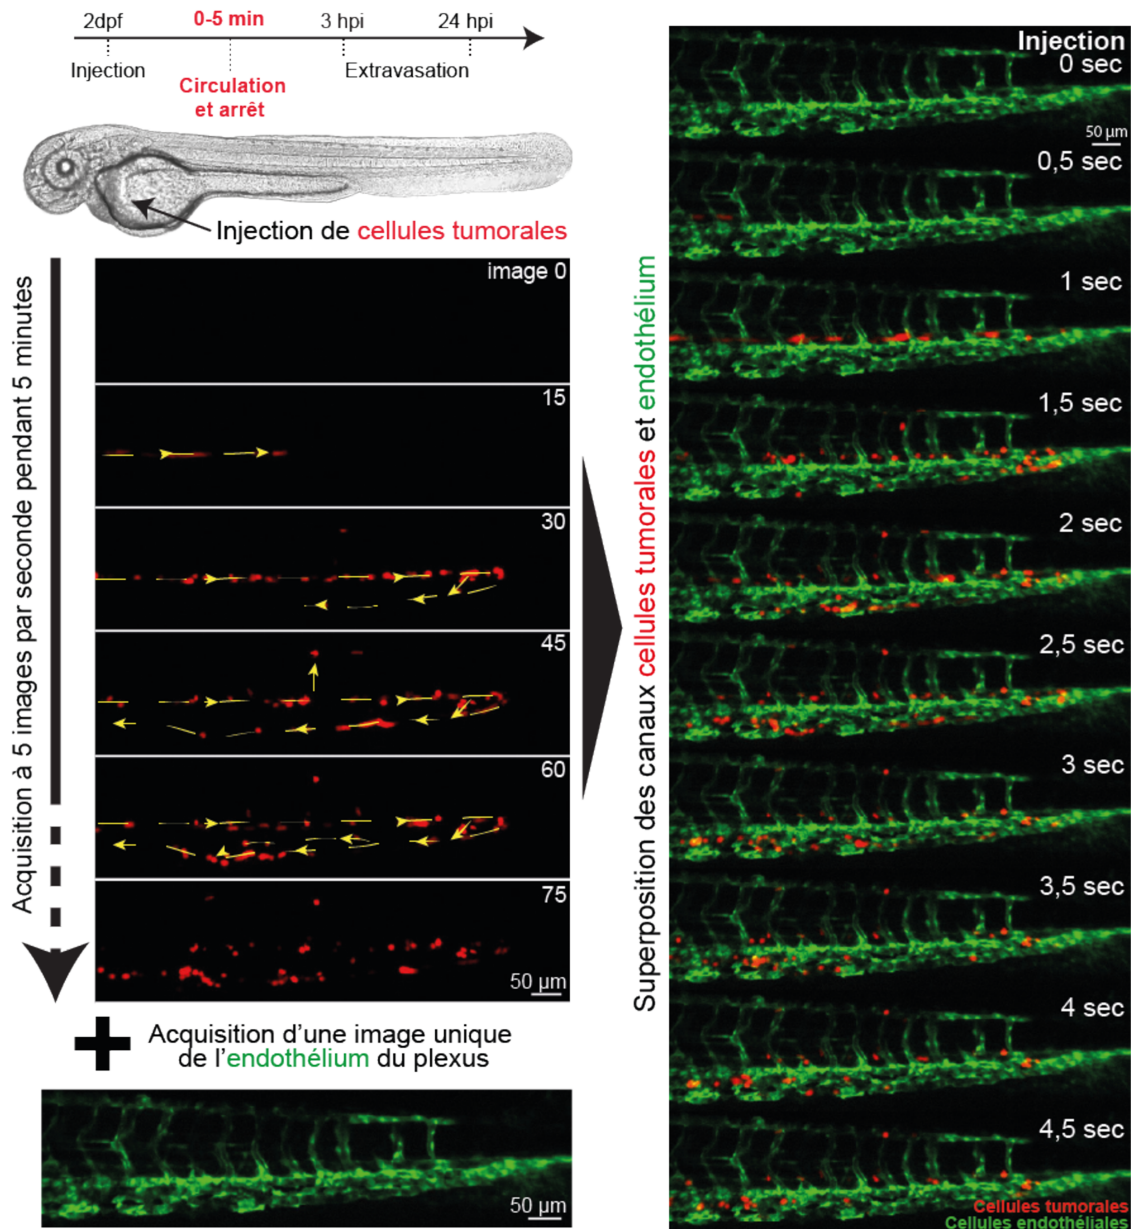 2dpf
0-5 min
3 hpi
24 hpi
Injection
Circulation
et arrêt
Extravasation
Injection de cellules tumorales
Acquisition à 5 images par seconde pendant 5 minutes
image 0
15
30
45
60
75
50 µm
Acquisition d'une image unique
de l'endothélium du plexus
50 µm
Superposition des canaux cellules tumorales et endothélium
Injection
0 sec
50 µm
0,5 sec
1 sec
1,5 sec
2 sec
2,5 sec
3 sec
3,5 sec
4 sec
4,5 sec
Cellules tumorales
Cellules endothéliales